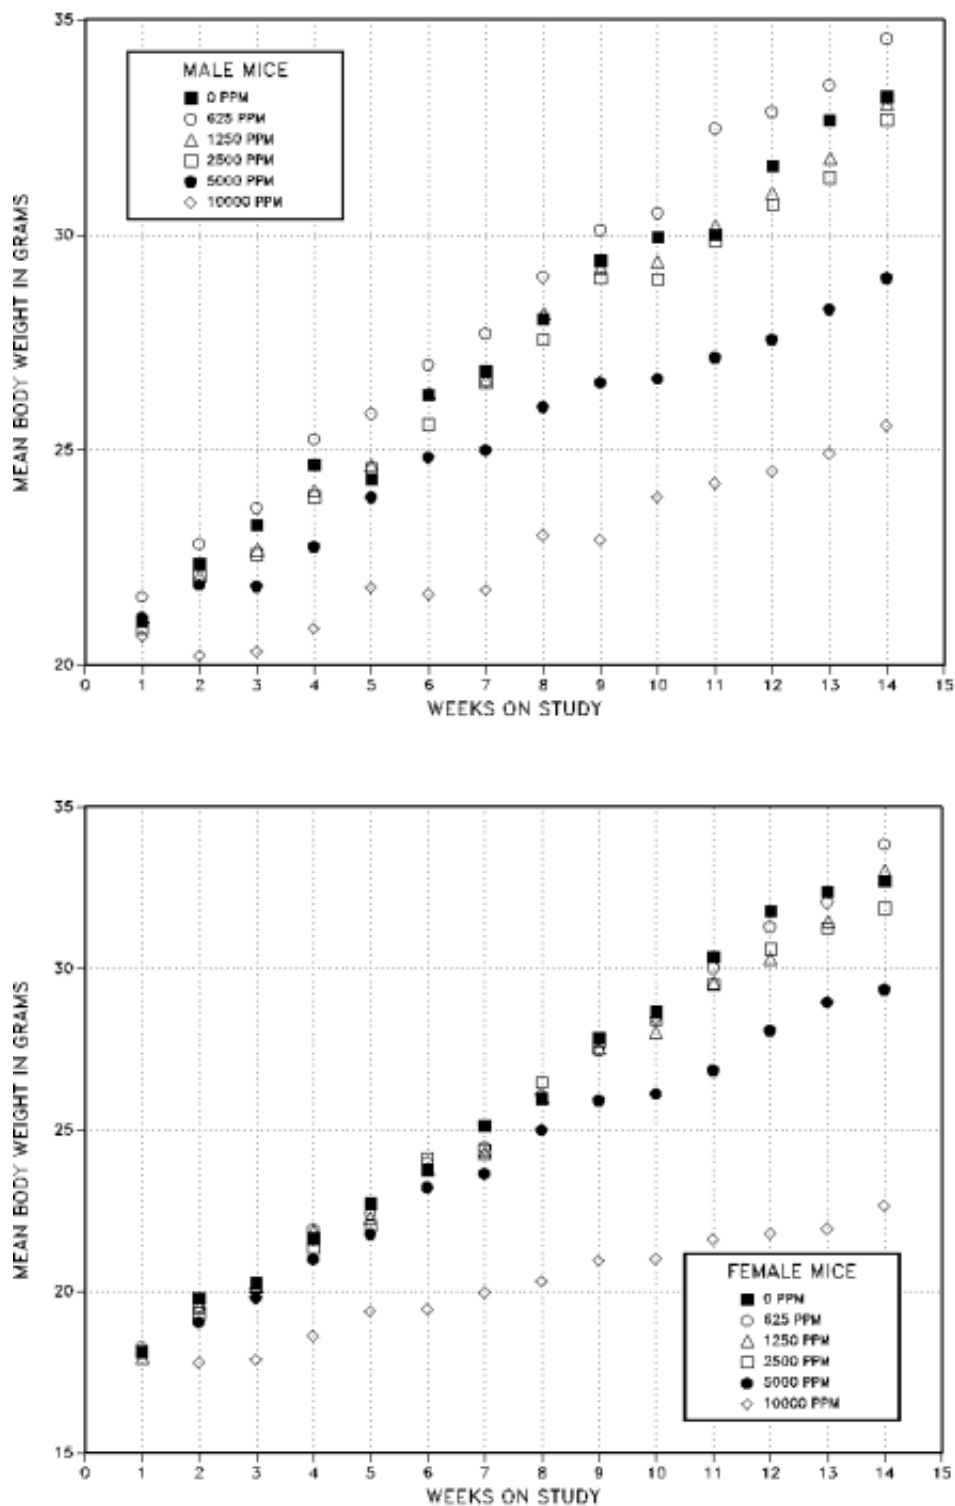 35
MALE MICE
0 PPM
625 PPM
1250 PPM
2500 PPM
5000 PPM
10000 PPM
30
25
20
MEAN BODY WEIGHT IN GRAMS
0 1 2 3 4 5 6 7 8 9 10 11 12 13 14 15
WEEKS ON STUDY
35
30
25
20
15
MEAN BODY WEIGHT IN GRAMS
FEMALE MICE
0 PPM
625 PPM
1250 PPM
2500 PPM
5000 PPM
10000 PPM
0 1 2 3 4 5 6 7 8 9 10 11 12 13 14 15
WEEKS ON STUDY